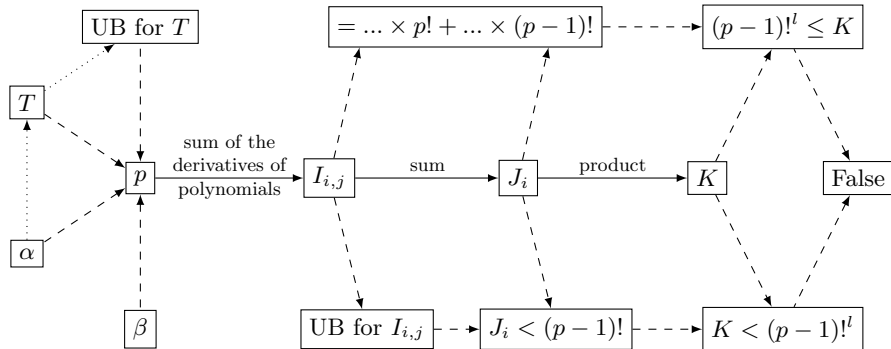 UB for T
= ... × p! + ... × (p − 1)!
(p − 1)!^l ≤ K
T
sum of the
derivatives of
polynomials
p
I_{i,j}
sum
J_i
product
K
False
α
β
UB for I_{i,j}
J_i < (p − 1)!
K < (p − 1)!^l